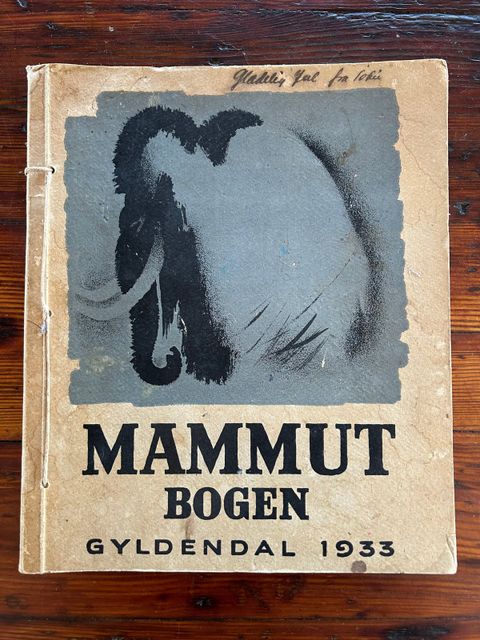 Glædelig Jul fra
MAMMUT
BOGEN
GYLDENDAL 1933